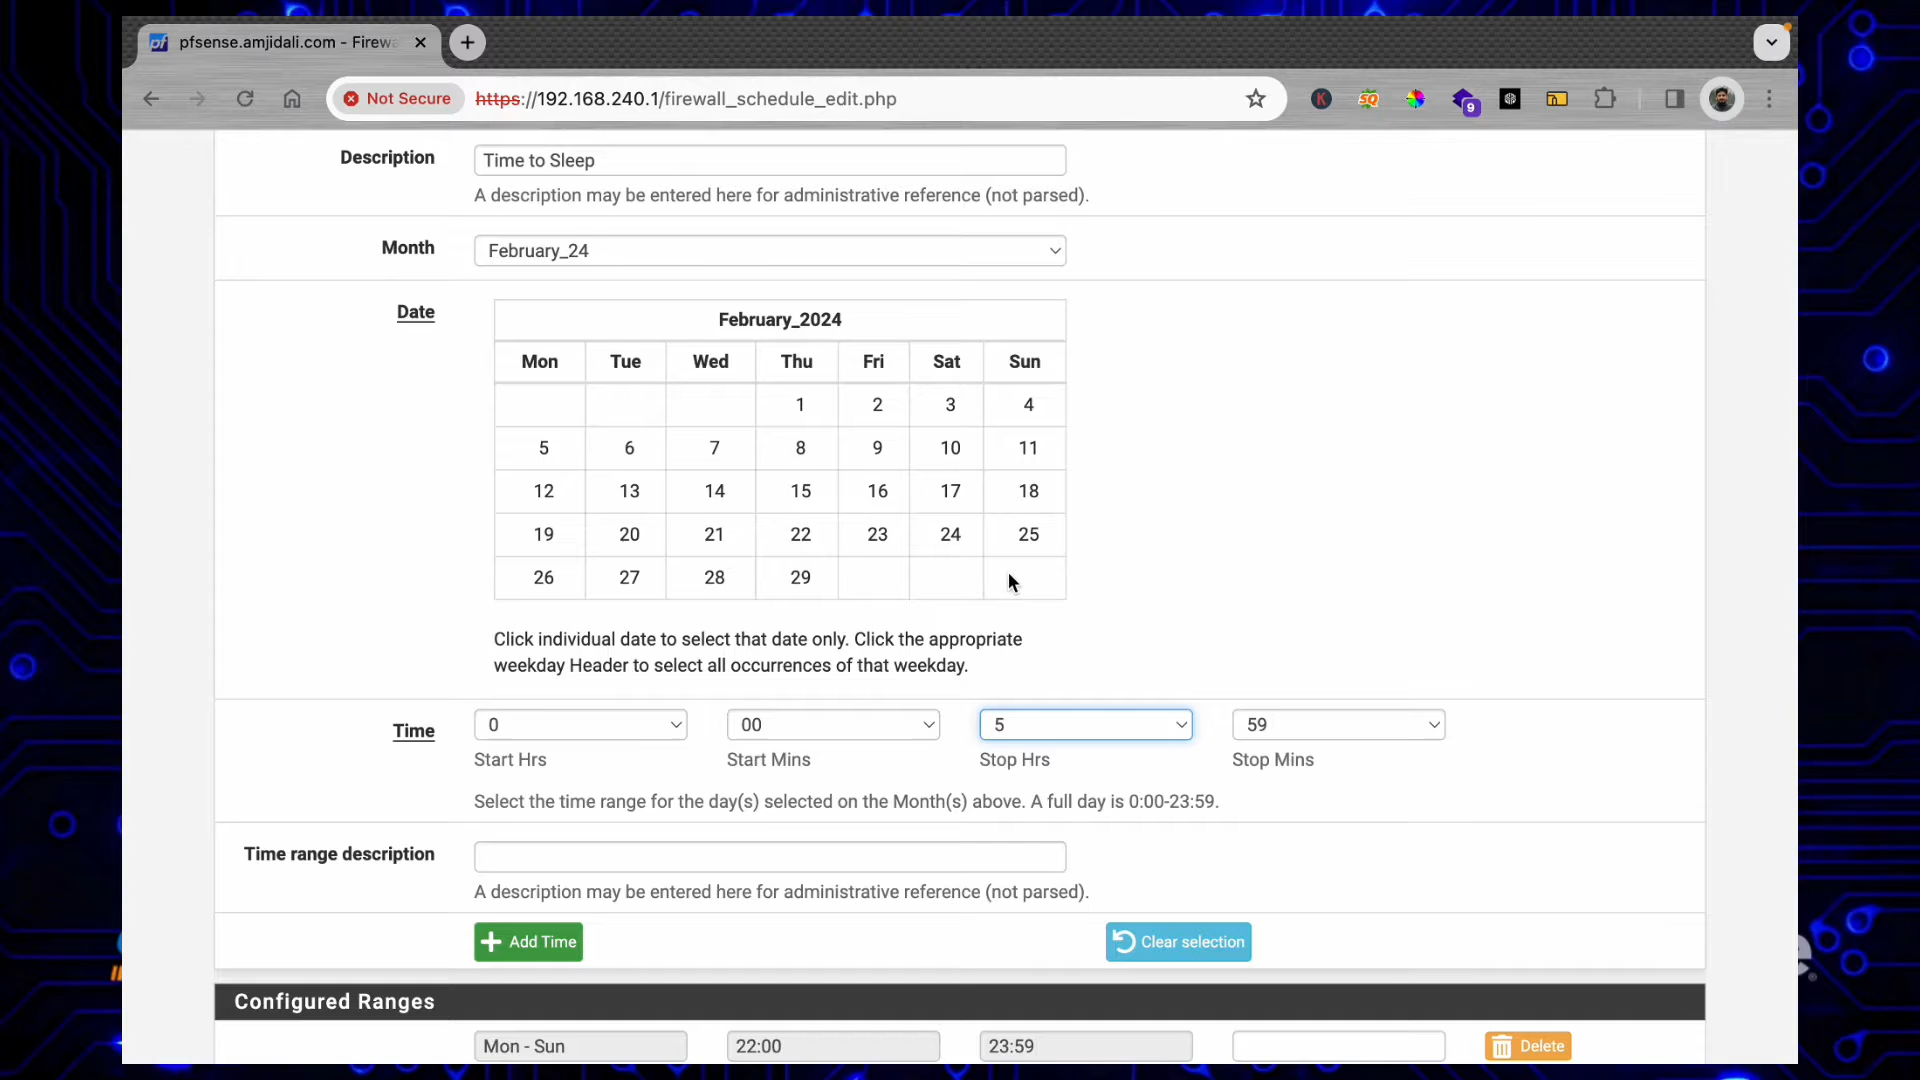 pfsense.amjidali.com - Firewa
Not Secure https://192.168.240.1/firewall_schedule_edit.php
K SQ 9
Description Time to Sleep
A description may be entered here for administrative reference (not parsed).
Month February_24
Date
February_2024
Mon Tue Wed Thu Fri Sat Sun
1 2 3 4
5 6 7 8 9 10 11
12 13 14 15 16 17 18
19 20 21 22 23 24 25
26 27 28 29
Click individual date to select that date only. Click the appropriate
weekday Header to select all occurrences of that weekday.
Time 0 00 5 59
Start Hrs Start Mins Stop Hrs Stop Mins
Select the time range for the day(s) selected on the Month(s) above. A full day is 0:00-23:59.
Time range description
A description may be entered here for administrative reference (not parsed).
Add Time Clear selection
Configured Ranges
Mon - Sun 22:00 23:59 Delete